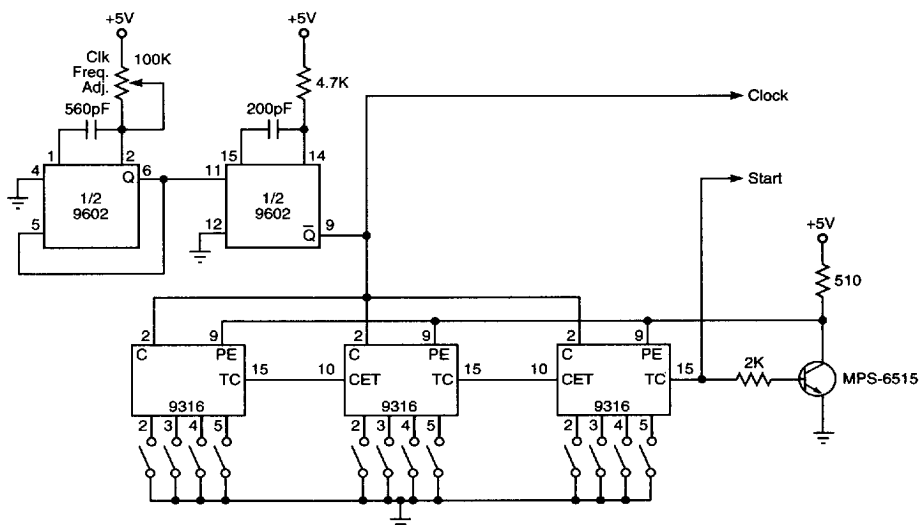 +5V
+5V
Clk
Freq.
Adj.
100K
4.7K
560pF
200pF
Clock
1
2
15
14
4
Q
6
11
Start
1/2
9602
1/2
9602
5
12
Q̅
9
+5V
510
2
9
2
9
2
9
C
PE
C
PE
C
PE
2K
MPS-6515
TC
15
10
CET
TC
15
10
CET
TC
15
9316
9316
9316
2
3
4
5
2
3
4
5
2
3
4
5